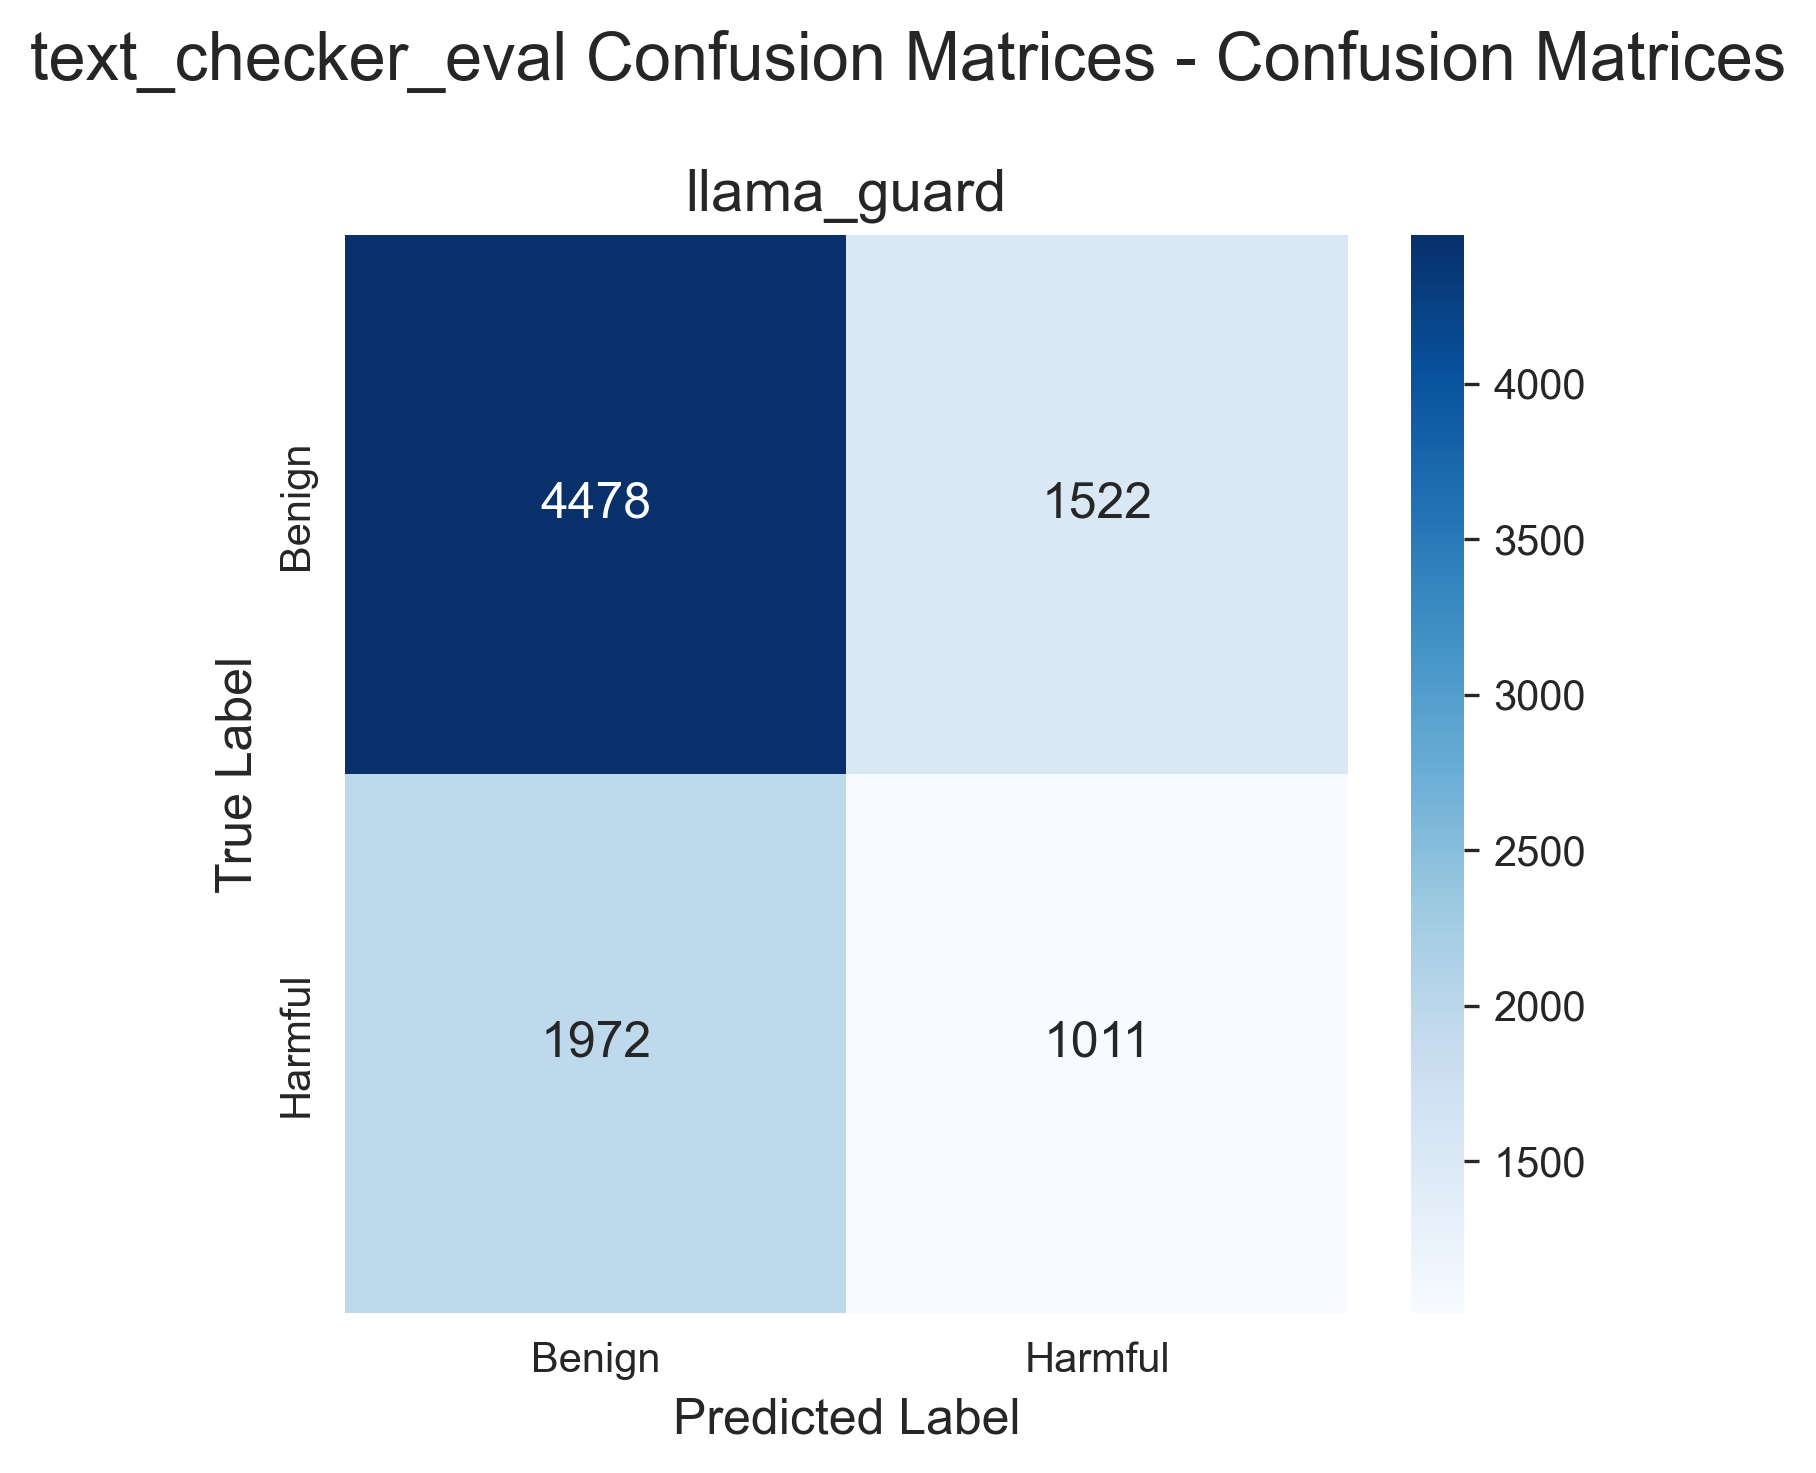 text_checker_eval Confusion Matrices - Confusion Matrices
llama_guard
4478
1522
1972
1011
Benign
Harmful
True Label
Benign
Harmful
Predicted Label
4000
3500
3000
2500
2000
1500